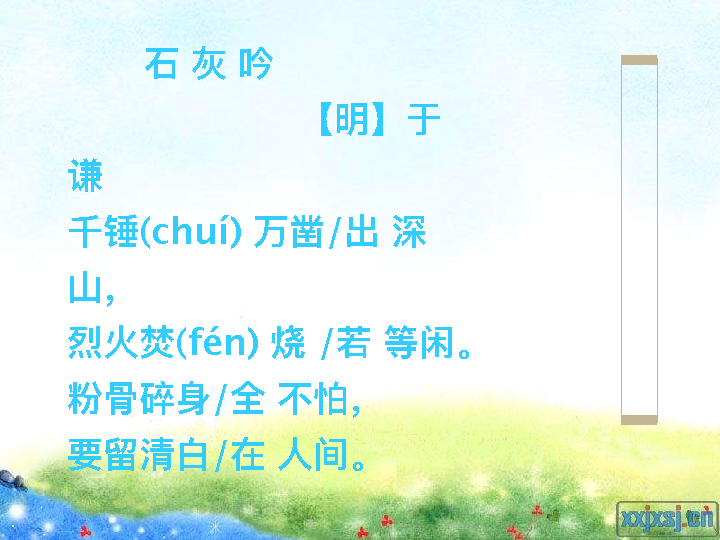 石 灰 吟
【明】于
谦
千锤(chuí) 万凿/出 深
山,
烈火焚(fén) 烧 /若 等闲。
粉骨碎身/全 不怕,
要留清白/在 人间。
xxjxsj.cn